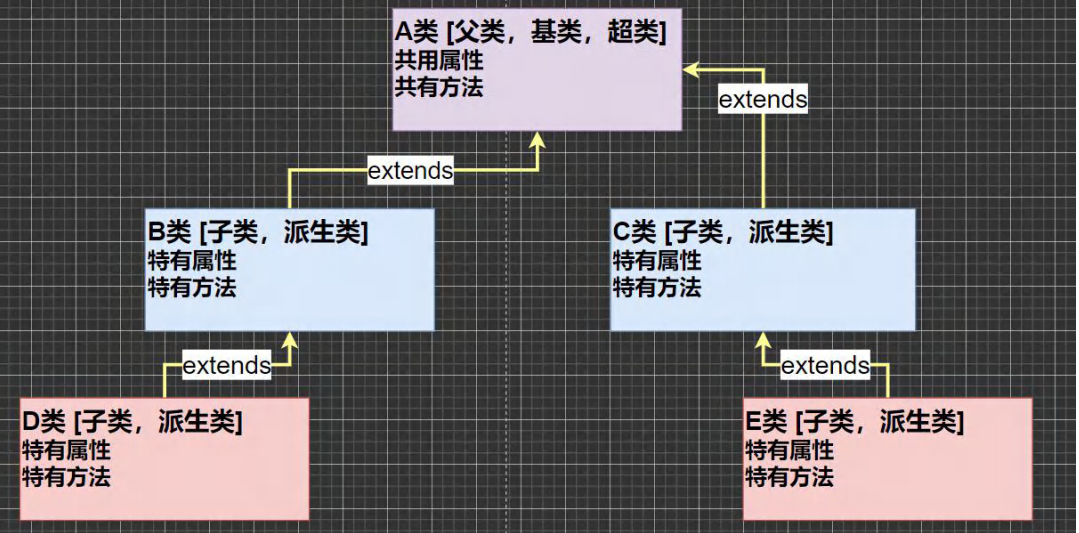 A类 [父类，基类，超类]
共用属性
共有方法
extends
extends
B类 [子类，派生类]
特有属性
特有方法
C类 [子类，派生类]
特有属性
特有方法
extends
extends
D类 [子类，派生类]
特有属性
特有方法
E类 [子类，派生类]
特有属性
特有方法